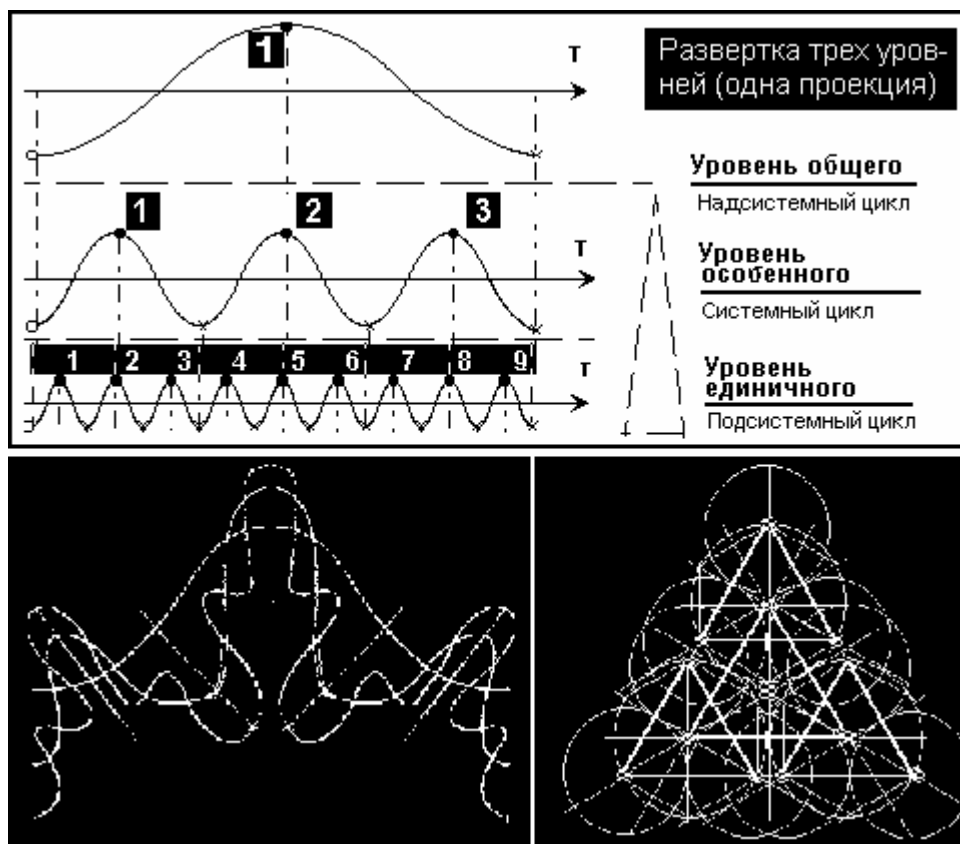 1
T
Развертка трех уров-
ней (одна проекция)
Уровень общего
Надсистемный цикл
1 2 3
T
Уровень
особенного
Системный цикл
1 2 3 4 5 6 7 8 9
T
Уровень
единичного
Подсистемный цикл